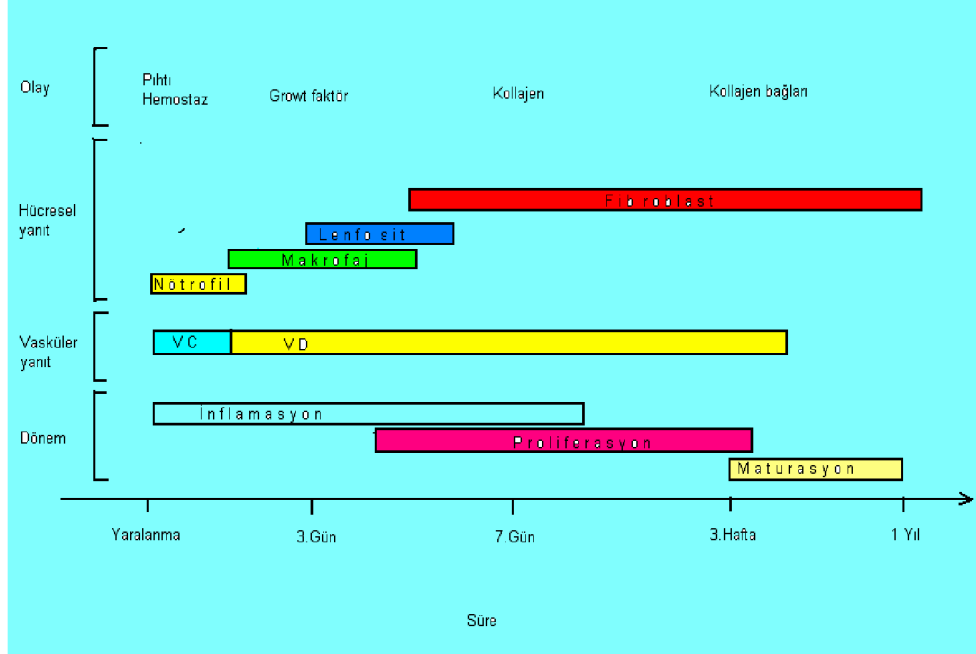 Olay
Pıhtı
Hemostaz
Growt faktör
Kollajen
Kollajen bağları
Hücresel
yanıt
Fibroblast
Lenfosit
Makrofaj
Nötrofil
Vasküler
yanıt
VC
VD
Dönem
İnflamasyon
Proliferasyon
Maturasyon
Yaralanma
3.Gün
7.Gün
3.Hafta
1 Yıl
Süre